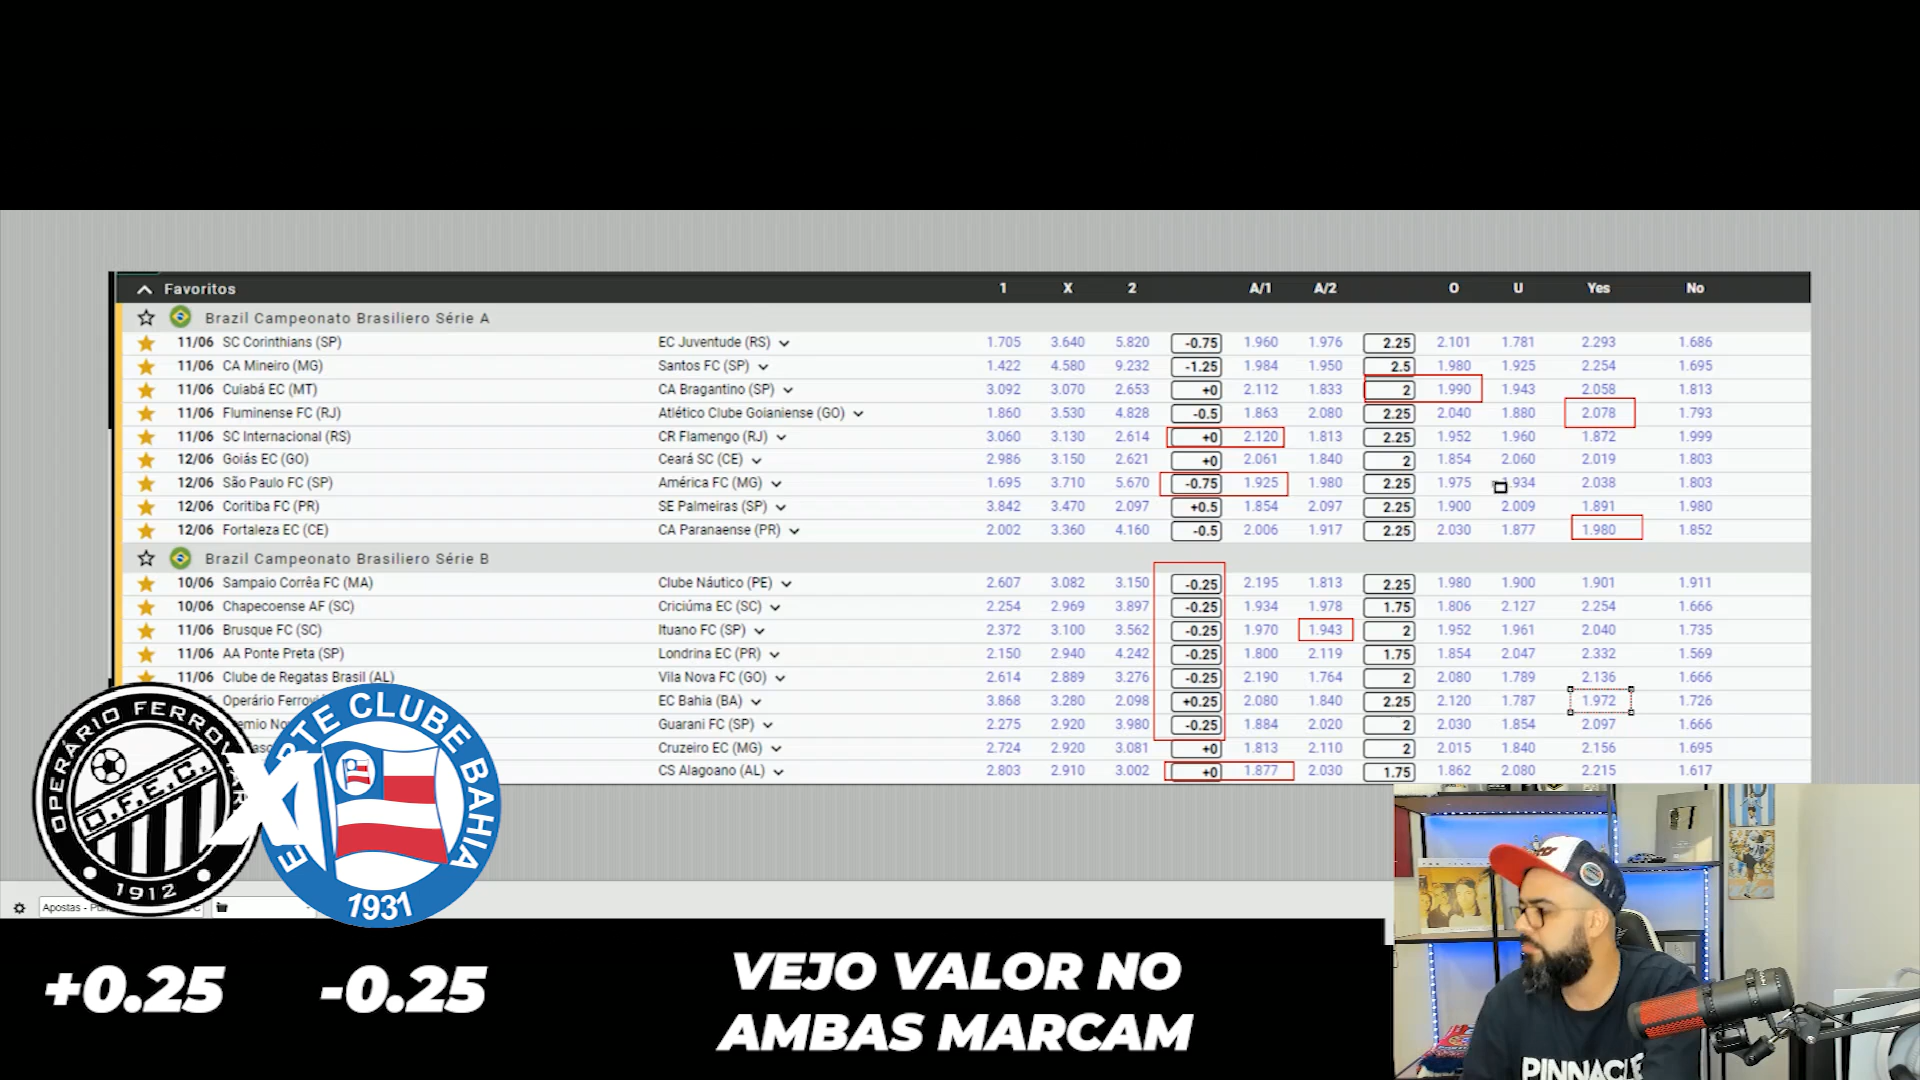 Favoritos 1 X 2 A/1 A/2 O U Yes No
Brazil Campeonato Brasiliero Série A
11/06 SC Corinthians (SP) EC Juventude (RS) 1.705 3.640 5.820 -0.75 1.960 1.976 2.25 2.101 1.781 2.293 1.686
11/06 CA Mineiro (MG) Santos FC (SP) 1.422 4.580 9.232 -1.25 1.984 1.950 2.5 1.980 1.925 2.254 1.695
11/06 Cuiabá EC (MT) CA Bragantino (SP) 3.092 3.070 2.653 +0 2.112 1.833 2 1.990 1.943 2.058 1.813
11/06 Fluminense FC (RJ) Atlético Clube Goianiense (GO) 1.860 3.530 4.828 -0.5 1.863 2.080 2.25 2.040 1.880 2.078 1.793
11/06 SC Internacional (RS) CR Flamengo (RJ) 3.060 3.130 2.614 +0 2.120 1.813 2.25 1.952 1.960 1.872 1.999
12/06 Goiás EC (GO) Ceará SC (CE) 2.986 3.150 2.621 +0 2.061 1.840 2 1.854 2.060 2.019 1.803
12/06 São Paulo FC (SP) América FC (MG) 1.695 3.710 5.670 -0.75 1.925 1.980 2.25 1.975 .934 2.038 1.803
12/06 Coritiba FC (PR) SE Palmeiras (SP) 3.842 3.470 2.097 +0.5 1.854 2.097 2.25 1.900 2.009 1.891 1.980
12/06 Fortaleza EC (CE) CA Paranaense (PR) 2.002 3.360 4.160 -0.5 2.006 1.917 2.25 2.030 1.877 1.980 1.852
Brazil Campeonato Brasiliero Série B
10/06 Sampaio Corrêa FC (MA) Clube Náutico (PE) 2.607 3.082 3.150 -0.25 2.195 1.813 2.25 1.980 1.900 1.901 1.911
10/06 Chapecoense AF (SC) Criciúma EC (SC) 2.254 2.969 3.897 -0.25 1.934 1.978 1.75 1.806 2.127 2.254 1.666
11/06 Brusque FC (SC) Ituano FC (SP) 2.372 3.100 3.562 -0.25 1.970 1.943 2 1.952 1.961 2.040 1.735
11/06 AA Ponte Preta (SP) Londrina EC (PR) 2.150 2.940 4.242 -0.25 1.800 2.119 1.75 1.854 2.047 2.332 1.569
11/06 Clube de Regatas Brasil (AL) Vila Nova FC (GO) 2.614 2.889 3.276 -0.25 2.190 1.764 2 2.080 1.789 2.136 1.666
Operário Ferrovi EC Bahia (BA) 3.868 3.280 2.098 +0.25 2.080 1.840 2.25 2.120 1.787 1.972 1.726
emio No Guarani FC (SP) 2.275 2.920 3.980 -0.25 1.884 2.020 2 2.030 1.854 2.097 1.666
Cruzeiro EC (MG) 2.724 2.920 3.081 +0 1.813 2.110 2 2.015 1.840 2.156 1.695
CS Alagoano (AL) 2.803 2.910 3.002 +0 1.877 2.030 1.75 1.862 2.080 2.215 1.617
OPERÁRIO FERROVIAR
O.F.E.C.
1912
E RTE CLUBE BAHIA
1931
X
Apostas -
+0.25 -0.25
VEJO VALOR NO
AMBAS MARCAM
PINNACLE